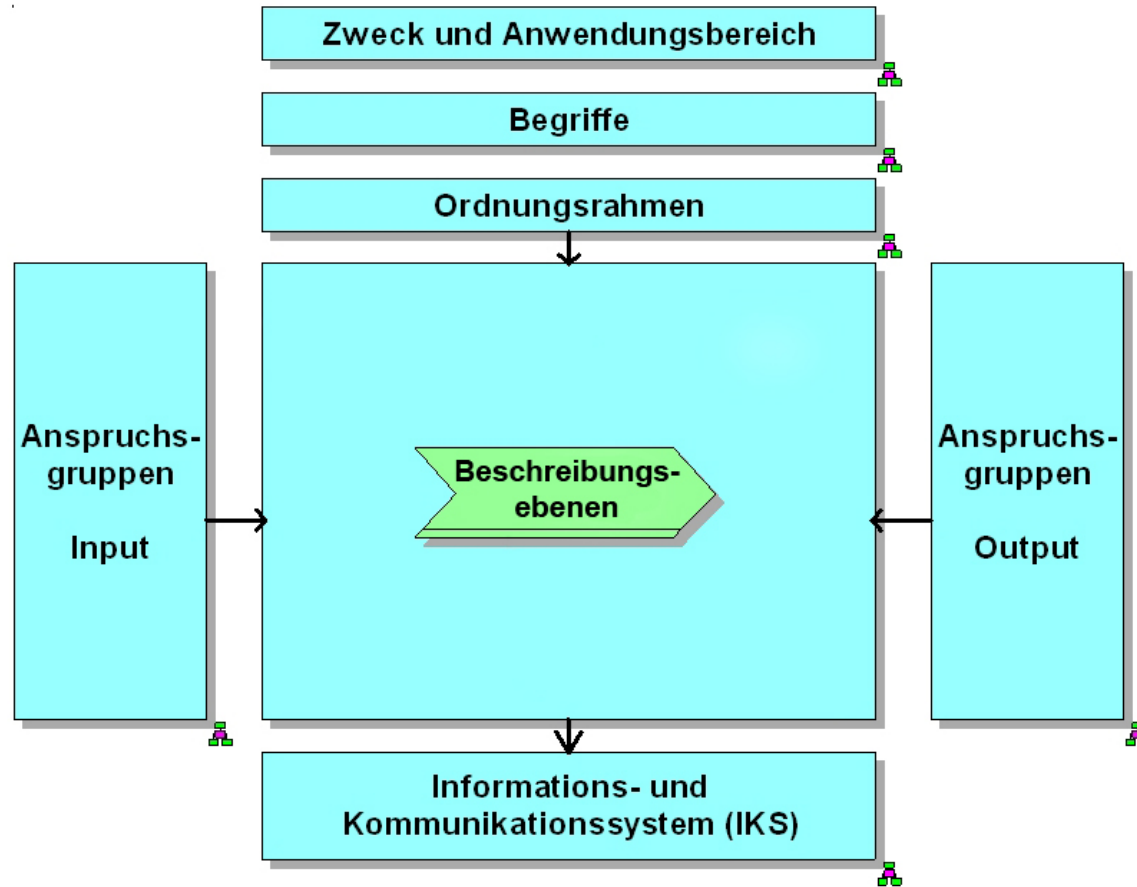 Zweck und Anwendungsbereich
Begriffe
Ordnungsrahmen
Anspruchs-
gruppen
Input
Beschreibungs-
ebenen
Anspruchs-
gruppen
Output
Informations- und
Kommunikationssystem (IKS)